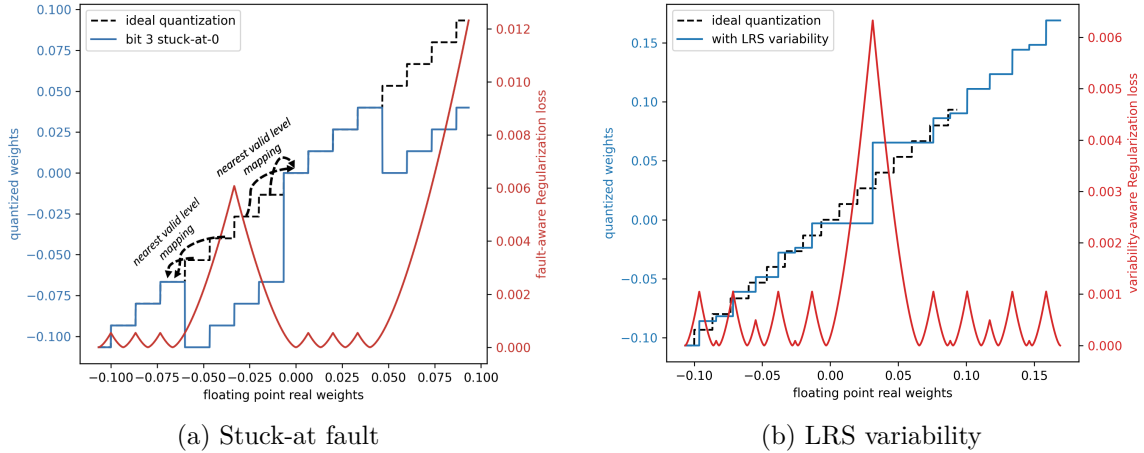 ideal quantization
bit 3 stuck-at-0
0.100
0.075
0.050
0.025
0.000
−0.025
−0.050
−0.075
−0.100
quantized weights
nearest valid level
mapping
nearest valid level
mapping
0.012
0.010
0.008
0.006
0.004
0.002
0.000
fault-aware Regularization loss
−0.100 −0.075 −0.050 −0.025 0.000 0.025 0.050 0.075 0.100
floating point real weights
(a) Stuck-at fault
ideal quantization
with LRS variability
0.15
0.10
0.05
0.00
−0.05
−0.10
quantized weights
0.006
0.005
0.004
0.003
0.002
0.001
0.000
variability-aware Regularization loss
−0.10 −0.05 0.00 0.05 0.10 0.15
floating point real weights
(b) LRS variability